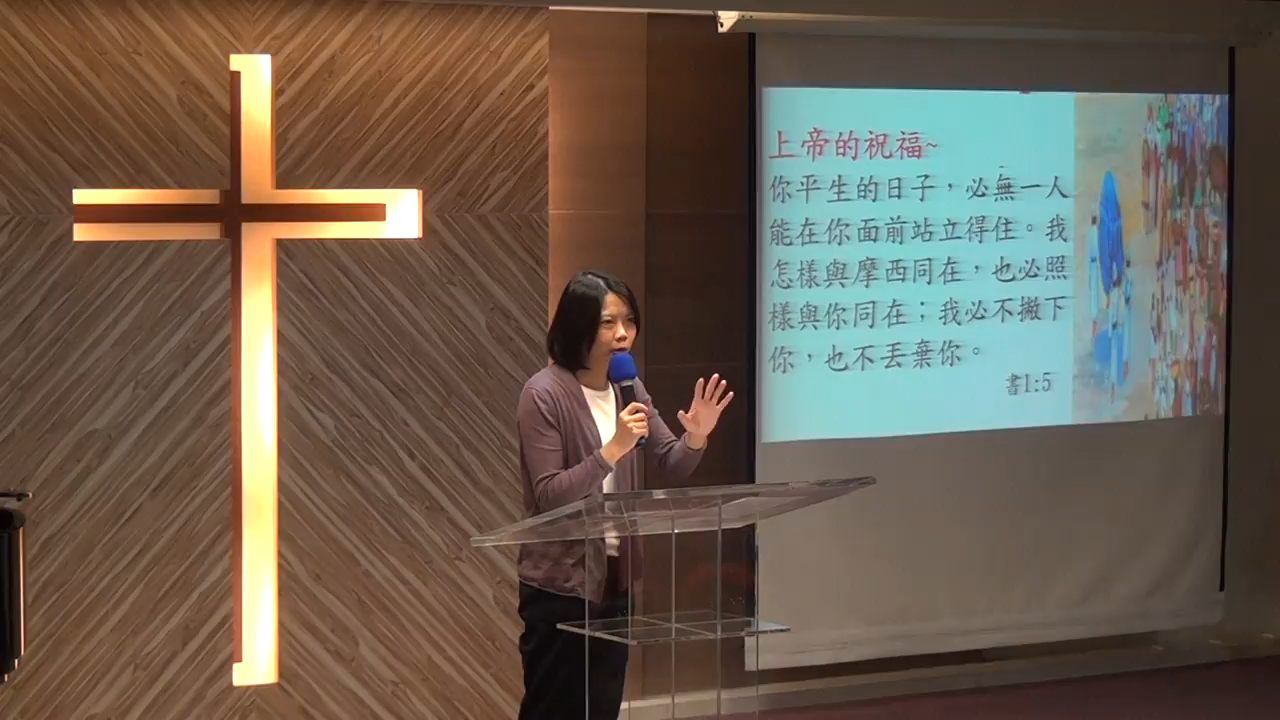 上帝的祝福~
你平生的日子，必無一人
能在你面前站立得住。我
怎樣與摩西同在，也必照
樣與你同在；我必不撇下
你，也不丟棄你。
書1:5